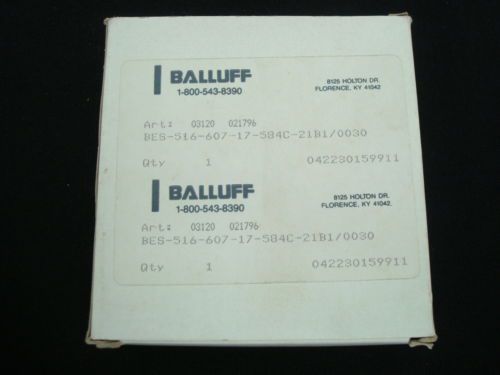 BALLUFF
1-800-543-8390
8125 HOLTON DR.
FLORENCE, KY 41042
Art: 03120 021796
BES-516-607-17-584C-21B1/0030
Qty 1 042230159911
BALLUFF
1-800-543-8390
8125 HOLTON DR.
FLORENCE, KY 41042
Art: 03120 021796
BES-516-607-17-584C-21B1/0030
Qty 1 042230159911